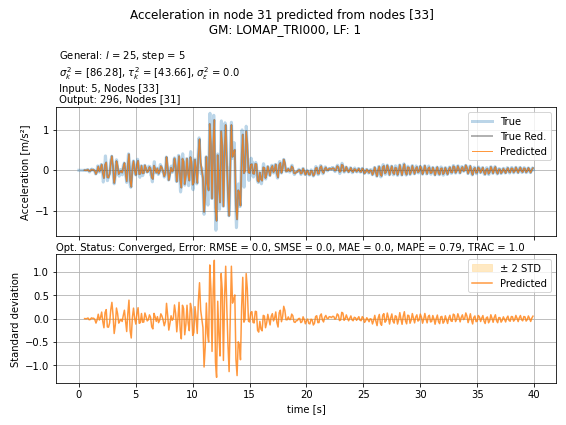 Acceleration in node 31 predicted from nodes [33]
GM: LOMAP_TRI000, LF: 1
General: l = 25, step = 5
σ²ₖ = [86.28], τ²ₖ = [43.66], σ²ε = 0.0
Input: 5, Nodes [33]
Output: 296, Nodes [31]
Acceleration [m/s²]
1
0
−1
True
True Red.
Predicted
Opt. Status: Converged, Error: RMSE = 0.0, SMSE = 0.0, MAE = 0.0, MAPE = 0.79, TRAC = 1.0
Standard deviation
1.0
0.5
0.0
−0.5
−1.0
± 2 STD
Predicted
0 5 10 15 20 25 30 35 40
time [s]